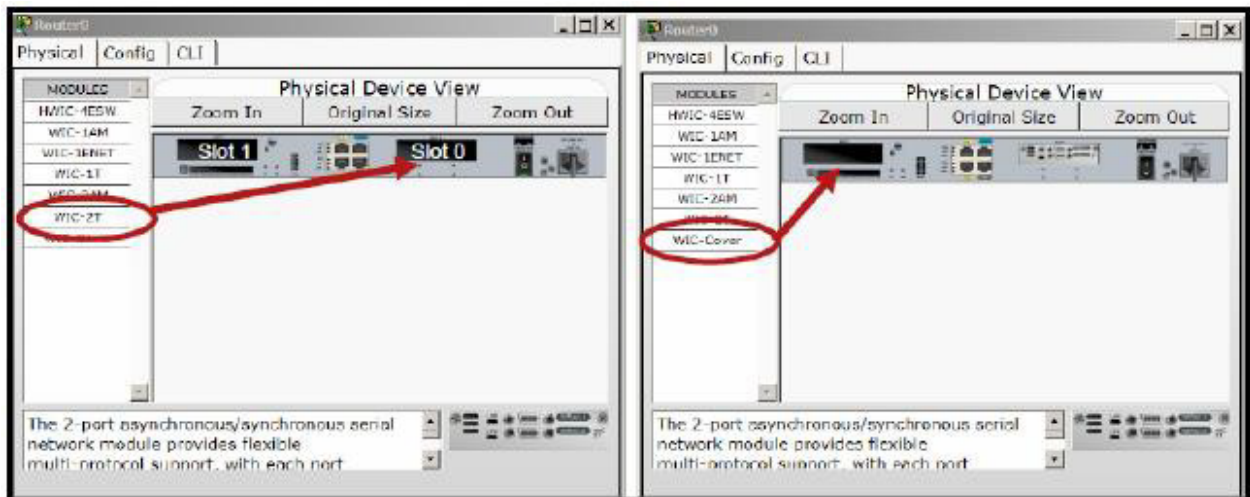 Router0
Physical Config CLI
MODULES
HWIC-4ESW
WIC-1AM
WIC-1ENET
WIC-1T
WIC-2AM
WIC-2T
Physical Device View
Zoom In Original Size Zoom Out
Slot 1 Slot 0
The 2-port asynchronous/synchronous serial
network module provides flexible
multi-protocol support, with each port
Router0
Physical Config CLI
MODULES
HWIC-4ESW
WIC-1AM
WIC-1ENET
WIC-1T
WIC-2AM
WIC-Cover
Physical Device View
Zoom In Original Size Zoom Out
The 2-port asynchronous/synchronous serial
network module provides flexible
multi-protocol support, with each port